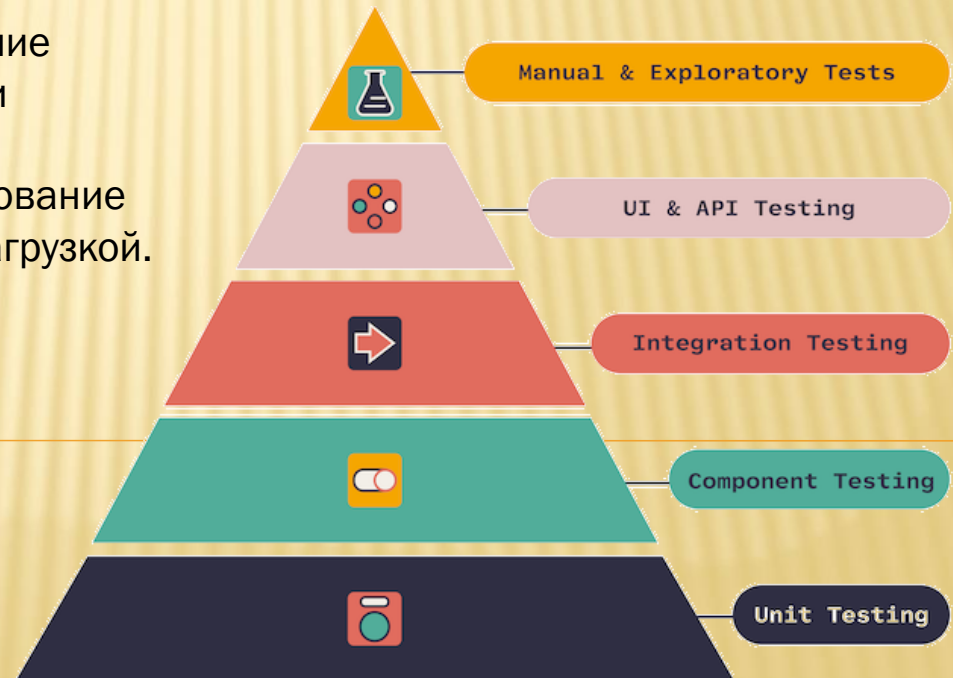 ние
и
ование
агрузкой.
Manual & Exploratory Tests
UI & API Testing
Integration Testing
Component Testing
Unit Testing